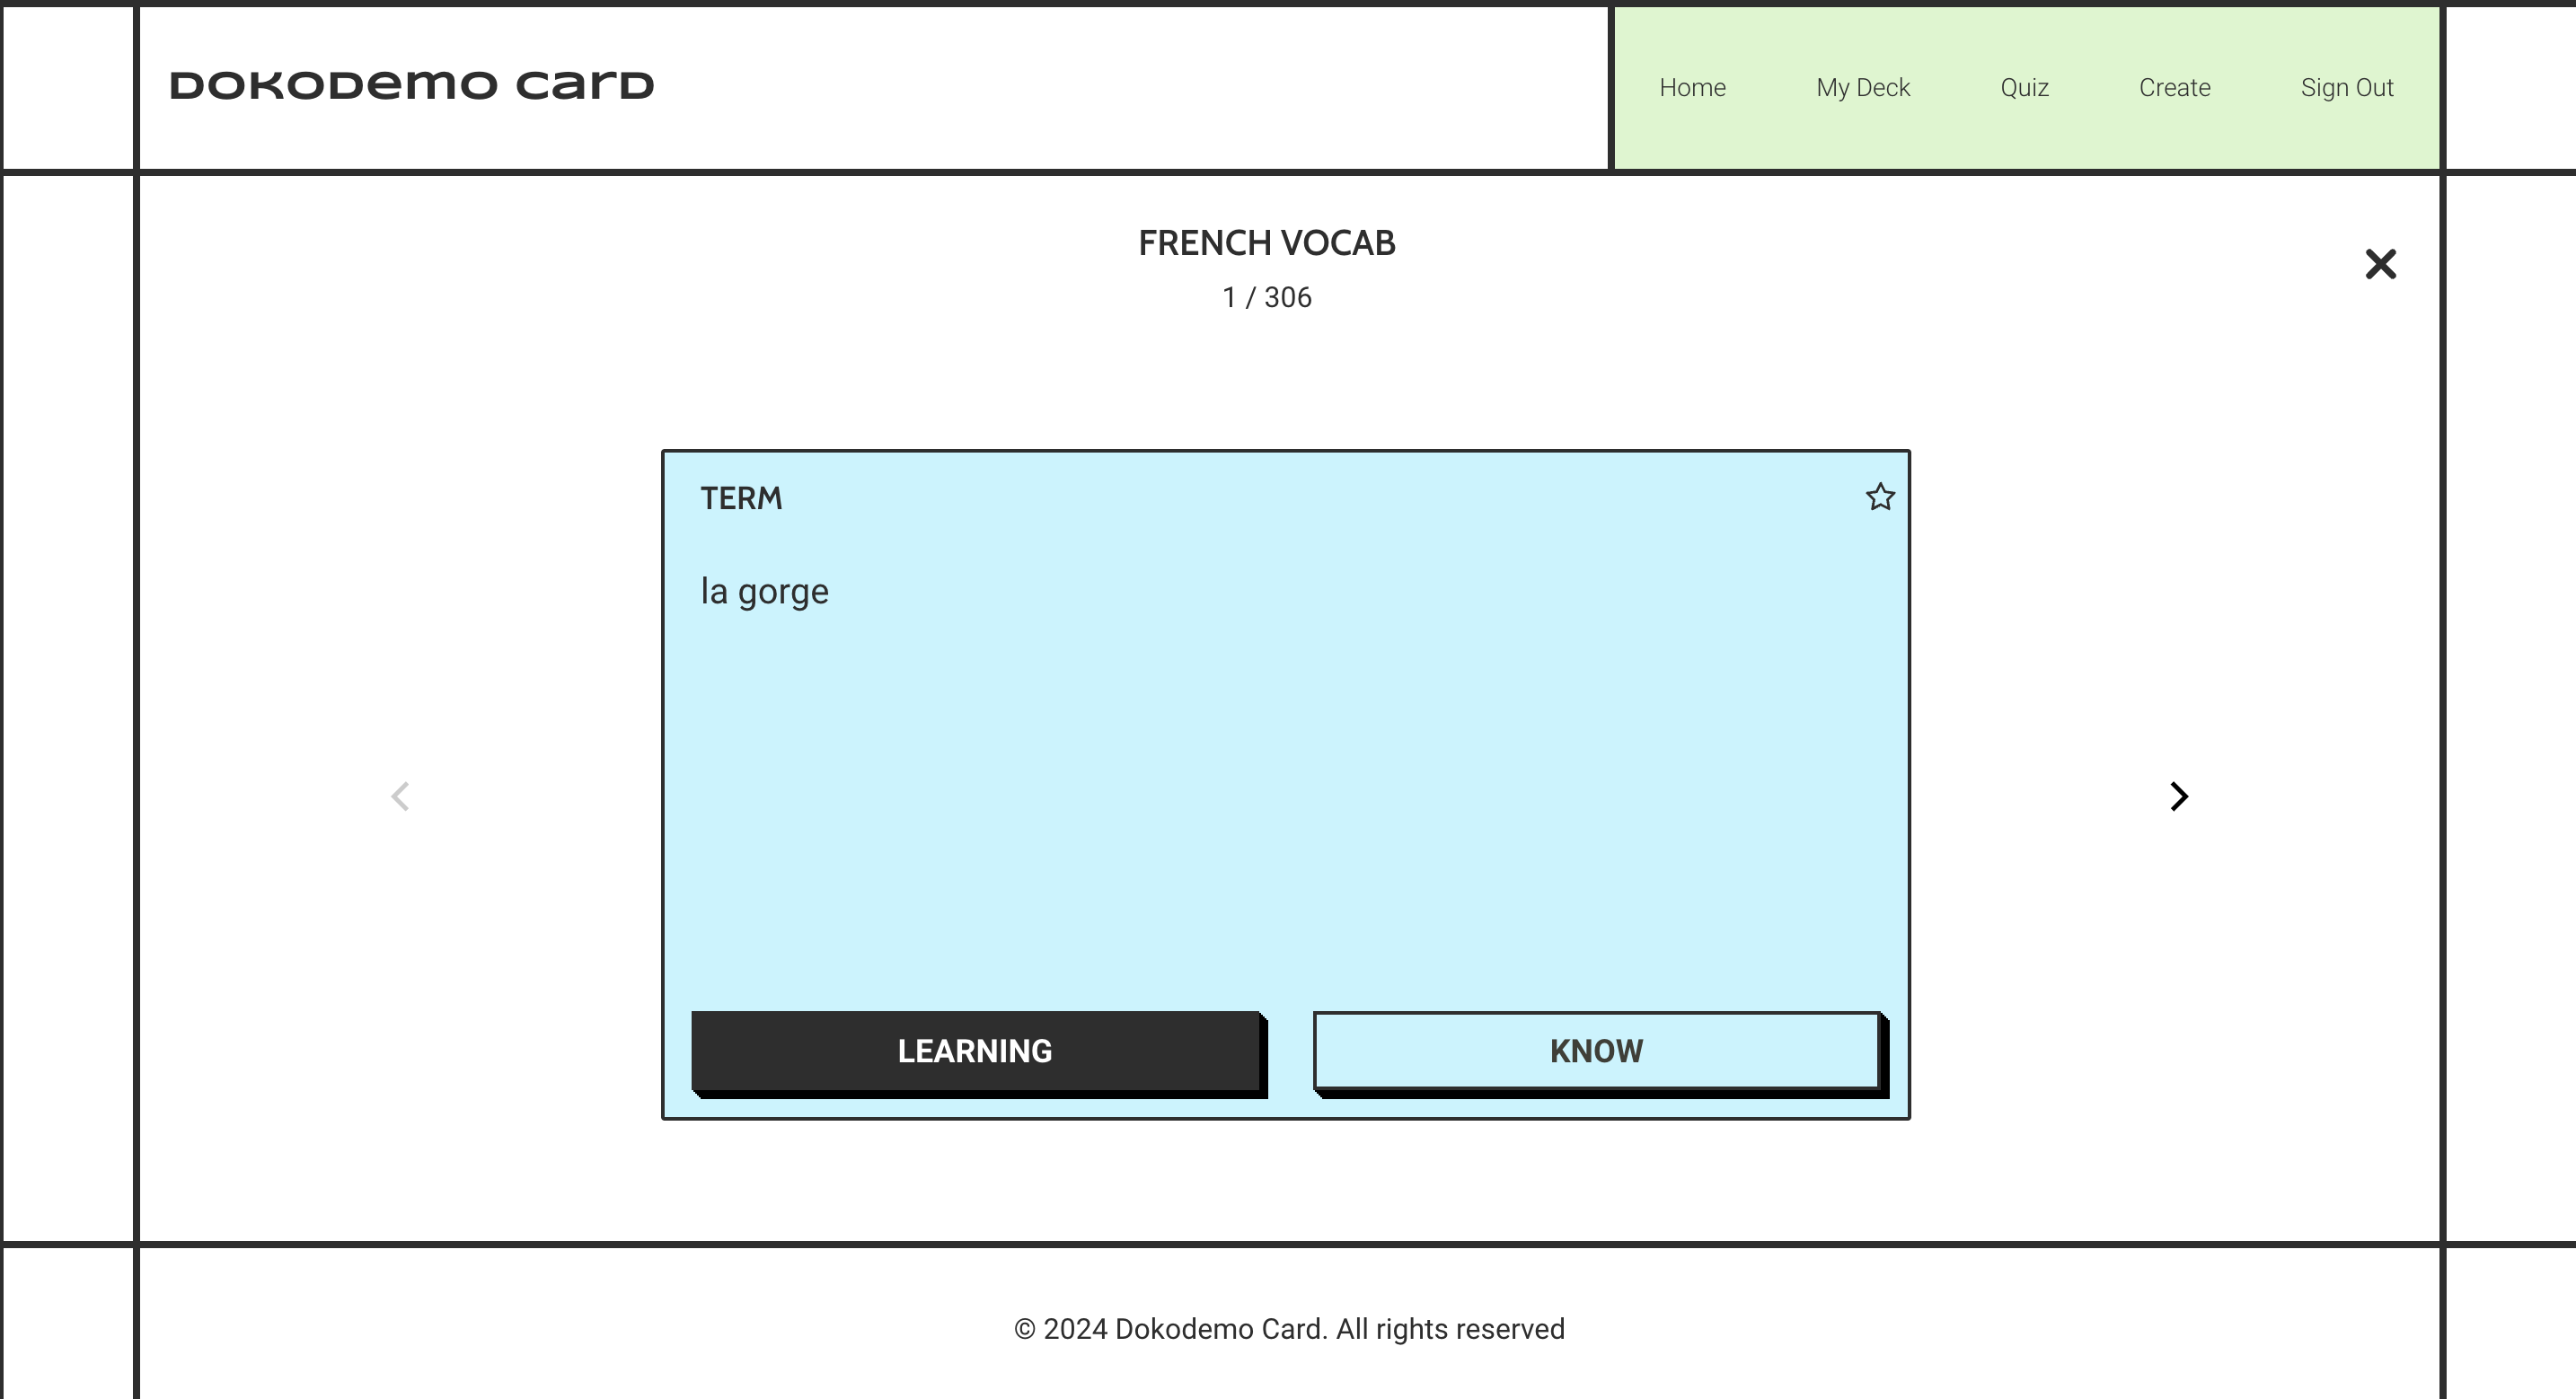 DOKODEMO CARD
Home My Deck Quiz Create Sign Out
FRENCH VOCAB
1 / 306
TERM
la gorge
LEARNING KNOW
© 2024 Dokodemo Card. All rights reserved